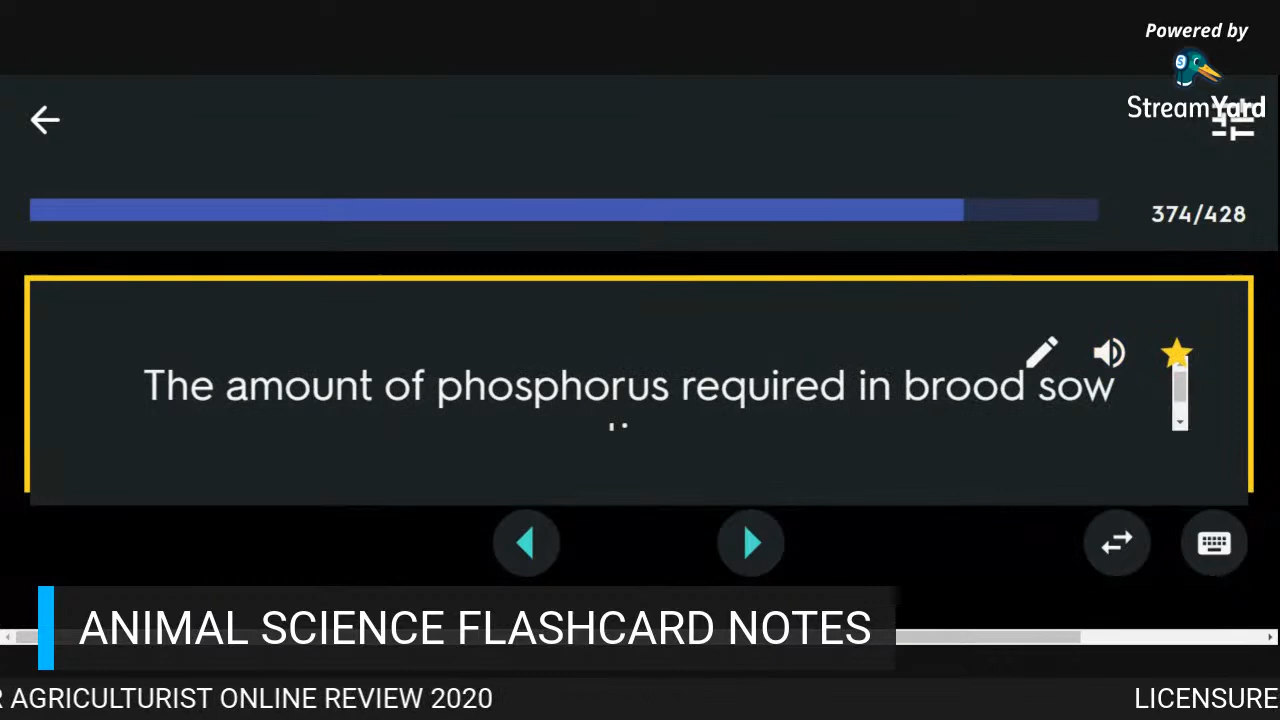 Powered by
StreamYard
374/428
The amount of phosphorus required in brood sow
ANIMAL SCIENCE FLASHCARD NOTES
R AGRICULTURIST ONLINE REVIEW 2020
LICENSURE